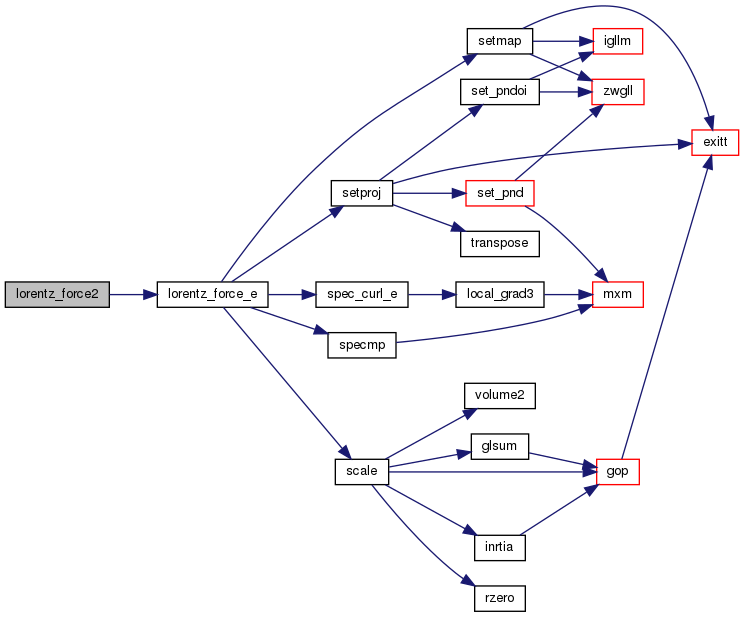 setmap
igllm
set_pndoi
zwgll
exitt
setproj
set_pnd
transpose
lorentz_force2
lorentz_force_e
spec_curl_e
local_grad3
mxm
specmp
volume2
glsum
scale
gop
inrtia
rzero